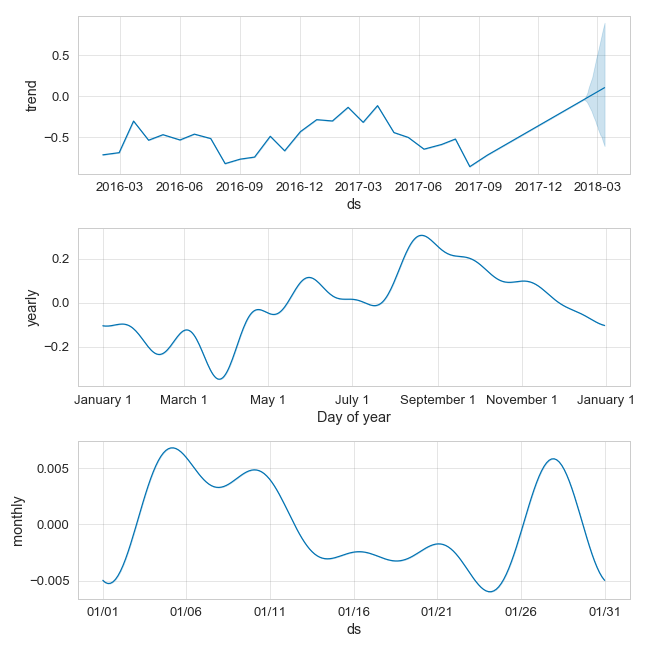 0.5
0.0
−0.5
trend
2016-03 2016-06 2016-09 2016-12 2017-03 2017-06 2017-09 2017-12 2018-03
ds
0.2
0.0
−0.2
yearly
January 1 March 1 May 1 July 1 September 1 November 1 January 1
Day of year
0.005
0.000
−0.005
monthly
01/01 01/06 01/11 01/16 01/21 01/26 01/31
ds